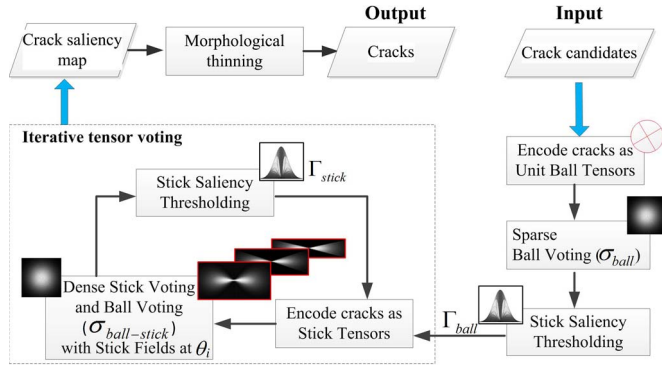 Output
Input
Crack saliency
map
Morphological
thinning
Cracks
Crack candidates
Iterative tensor voting
Encode cracks as
Unit Ball Tensors
Γstick
Stick Saliency
Thresholding
Sparse
Ball Voting (σball)
Dense Stick Voting
and Ball Voting
(σball−stick)
with Stick Fields at θi
Encode cracks as
Stick Tensors
Γball
Stick Saliency
Thresholding